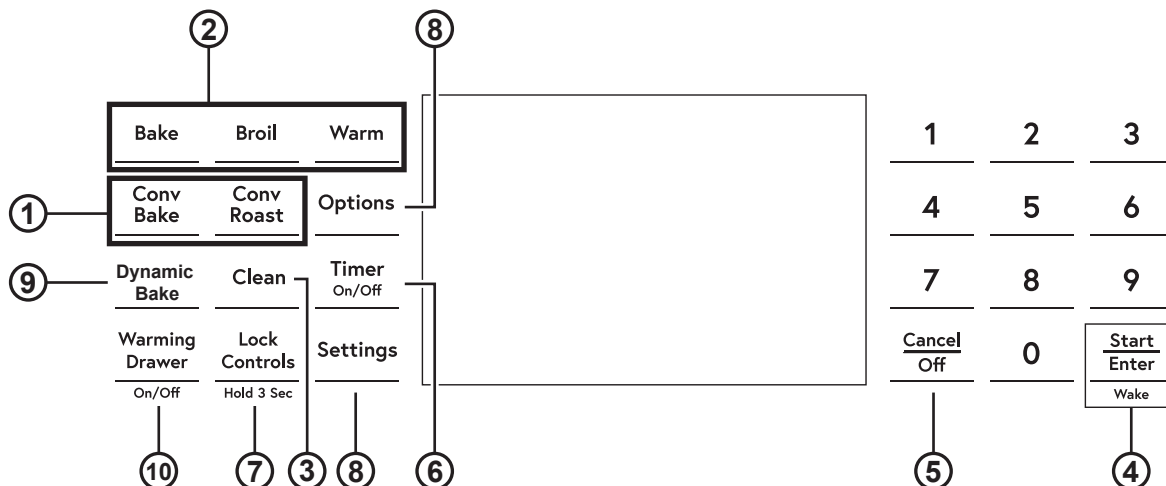 2
8
Bake Broil Warm
1 2 3
Conv
Bake
Conv
Roast
Options
1
4 5 6
9
Dynamic
Bake
Clean
Timer
On/Off
7 8 9
Warming
Drawer
On/Off
Lock
Controls
Hold 3 Sec
Settings
Cancel
Off
0
Start
Enter
Wake
10 7 3 8 6 5 4